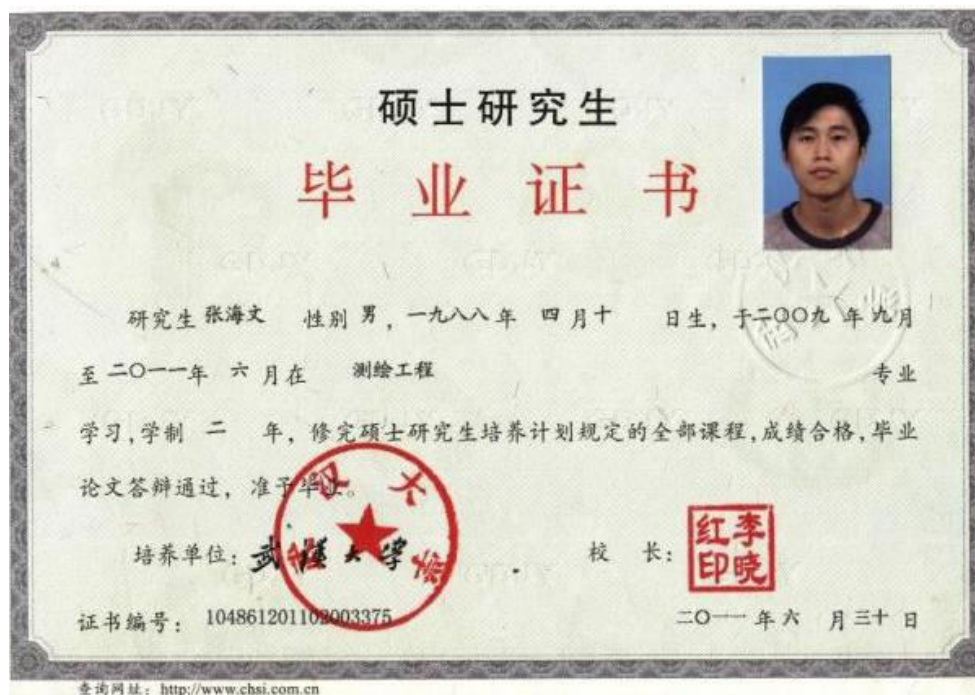 硕士研究生
毕业证书
研究生 张海文 性别 男，一九八八年 四月十 日生，于二〇〇九年九月
至二〇一一年 六 月在 测绘工程 专业
学习，学制 二 年，修完硕士研究生培养计划规定的全部课程，成绩合格，毕业
论文答辩通过，准予毕业。
培养单位：武漢大学
校 长：
李晓红印
证书编号：104861201102003375
二〇一一年六 月三十日
查询网址：http://www.chsi.com.cn